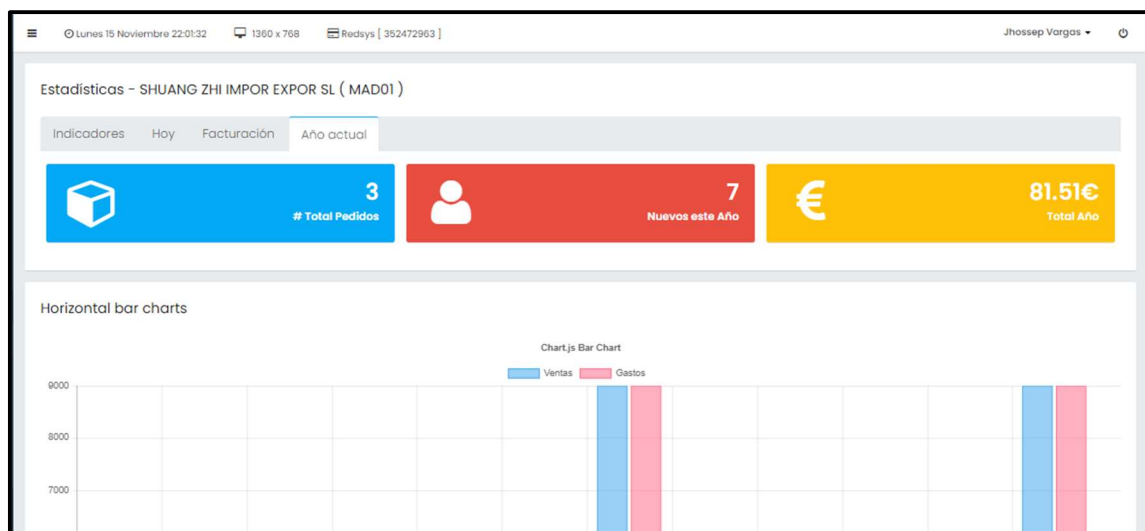 Lunes 15 Noviembre 22:01:32 1360 x 768 Redsys [ 352472963 ] Jhossep Vargas
Estadísticas - SHUANG ZHI IMPOR EXPOR SL ( MAD01 )
Indicadores Hoy Facturación Año actual
3
# Total Pedidos
7
Nuevos este Año
€
81.51€
Total Año
Horizontal bar charts
Chart.js Bar Chart
Ventas Gastos
9000
8000
7000